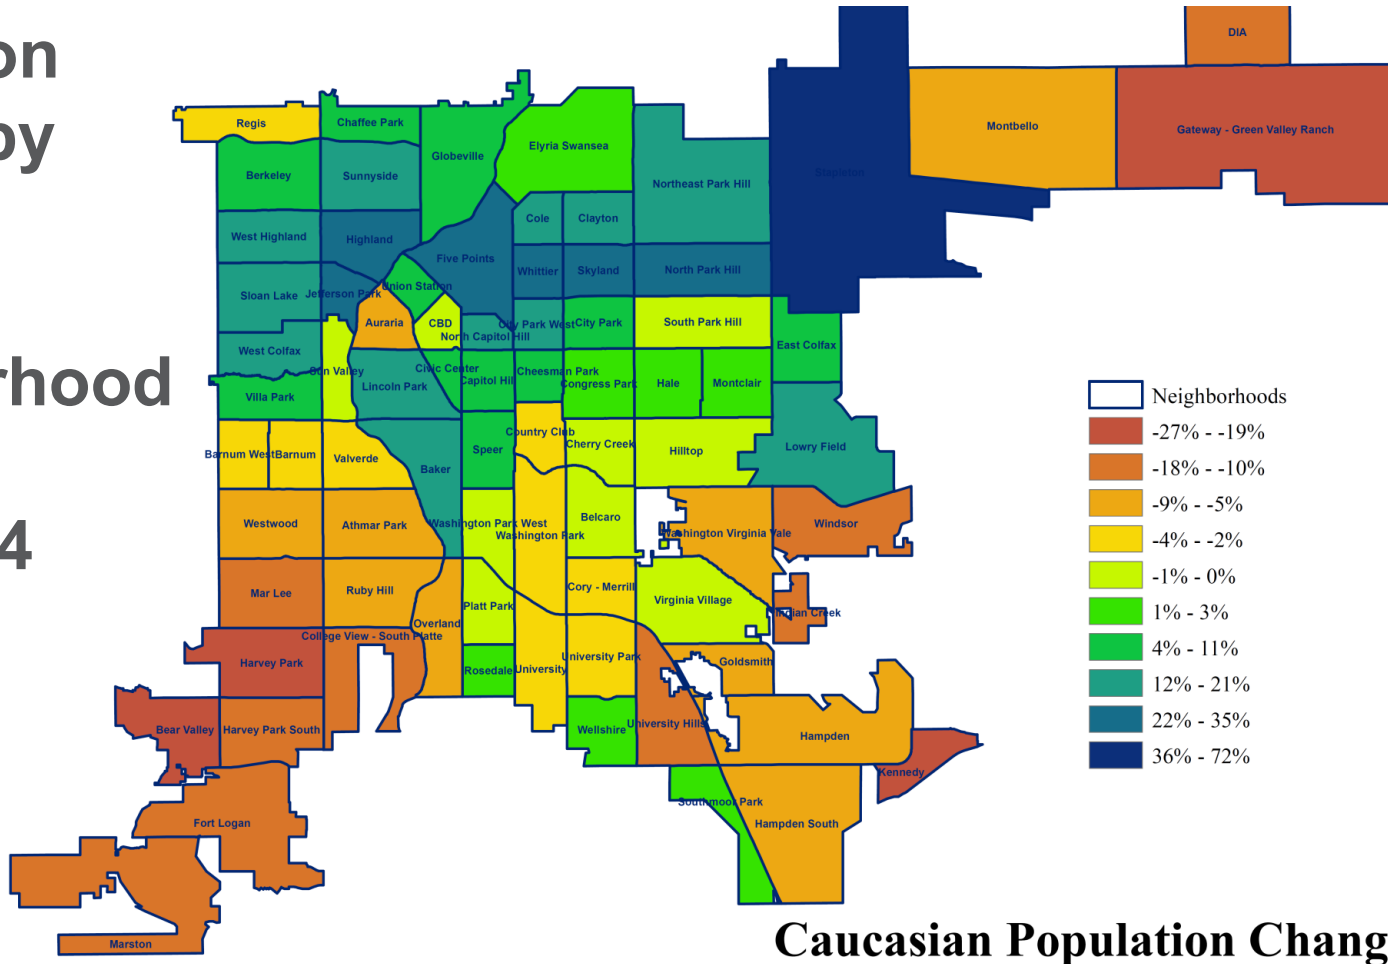 on
by
rhood
4
DIA
Regis
Chaffee Park
Globeville
Elyria Swansea
Montbello
Gateway - Green Valley Ranch
Berkeley
Sunnyside
Northeast Park Hill
Stapleton
West Highland
Highland
Cole
Clayton
Five Points
Whittier
Skyland
North Park Hill
Sloan Lake
Jefferson Park
Union Station
Auraria
CBD
North Capitol Hill
City Park West
City Park
South Park Hill
East Colfax
West Colfax
Sun Valley
Lincoln Park
Civic Center
Capitol Hill
Cheesman Park
Congress Park
Hale
Montclair
Villa Park
Barnum West
Barnum
Valverde
Baker
Speer
Country Club
Cherry Creek
Hilltop
Lowry Field
Westwood
Athmar Park
Washington Park West
Washington Park
Belcaro
Washington Virginia Vale
Windsor
Mar Lee
Ruby Hill
Overland
Platt Park
Cory - Merrill
Virginia Village
Indian Creek
College View - South Platte
Harvey Park
Rosedale
University
University Park
Goldsmith
Bear Valley
Harvey Park South
Wellshire
University Hills
Hampden
Kennedy
Fort Logan
Southmoor Park
Hampden South
Marston
Neighborhoods
-27% - -19%
-18% - -10%
-9% - -5%
-4% - -2%
-1% - 0%
1% - 3%
4% - 11%
12% - 21%
22% - 35%
36% - 72%
Caucasian Population Chang